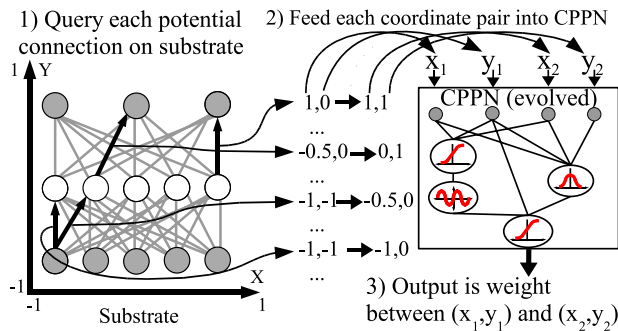 1) Query each potential
connection on substrate
2) Feed each coordinate pair into CPPN
1 Y
-1
-1 X 1
Substrate
1,0 1,1
...
-0.5,0 0,1
...
-1,-1 -0.5,0
...
-1,-1 -1,0
...
x1 y1 x2 y2
CPPN (evolved)
3) Output is weight
between (x1,y1) and (x2,y2)